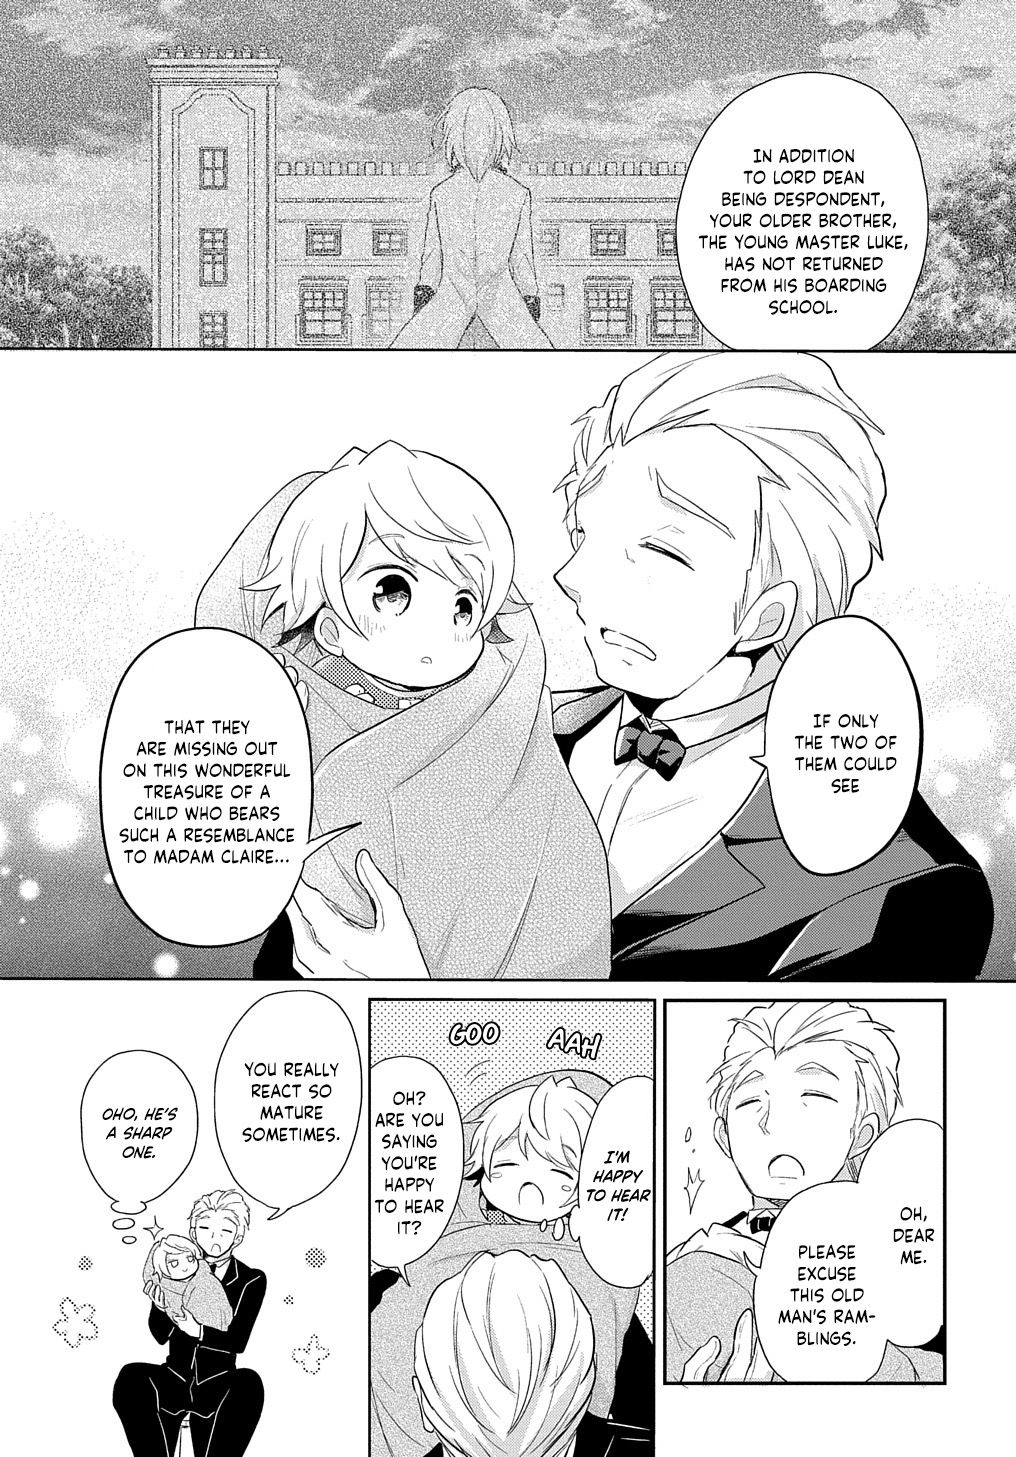 IN ADDITION
TO LORD DEAN
BEING DESPONDENT,
YOUR OLDER BROTHER,
THE YOUNG MASTER LUKE,
HAS NOT RETURNED
FROM HIS BOARDING
SCHOOL.
IF ONLY
THE TWO OF
THEM COULD
SEE
THAT THEY
ARE MISSING OUT
ON THIS WONDERFUL
TREASURE OF A
CHILD WHO BEARS
SUCH A RESEMBLANCE
TO MADAM CLAIRE...
OH,
DEAR
ME.
PLEASE
EXCUSE
THIS OLD
MAN'S RAM-
BLINGS.
GOO
AAH
I'M
HAPPY
TO HEAR
IT!
OH?
ARE YOU
SAYING
YOU'RE
HAPPY
TO HEAR
IT?
YOU REALLY
REACT SO
MATURE
SOMETIMES.
OHO, HE'S
A SHARP
ONE.